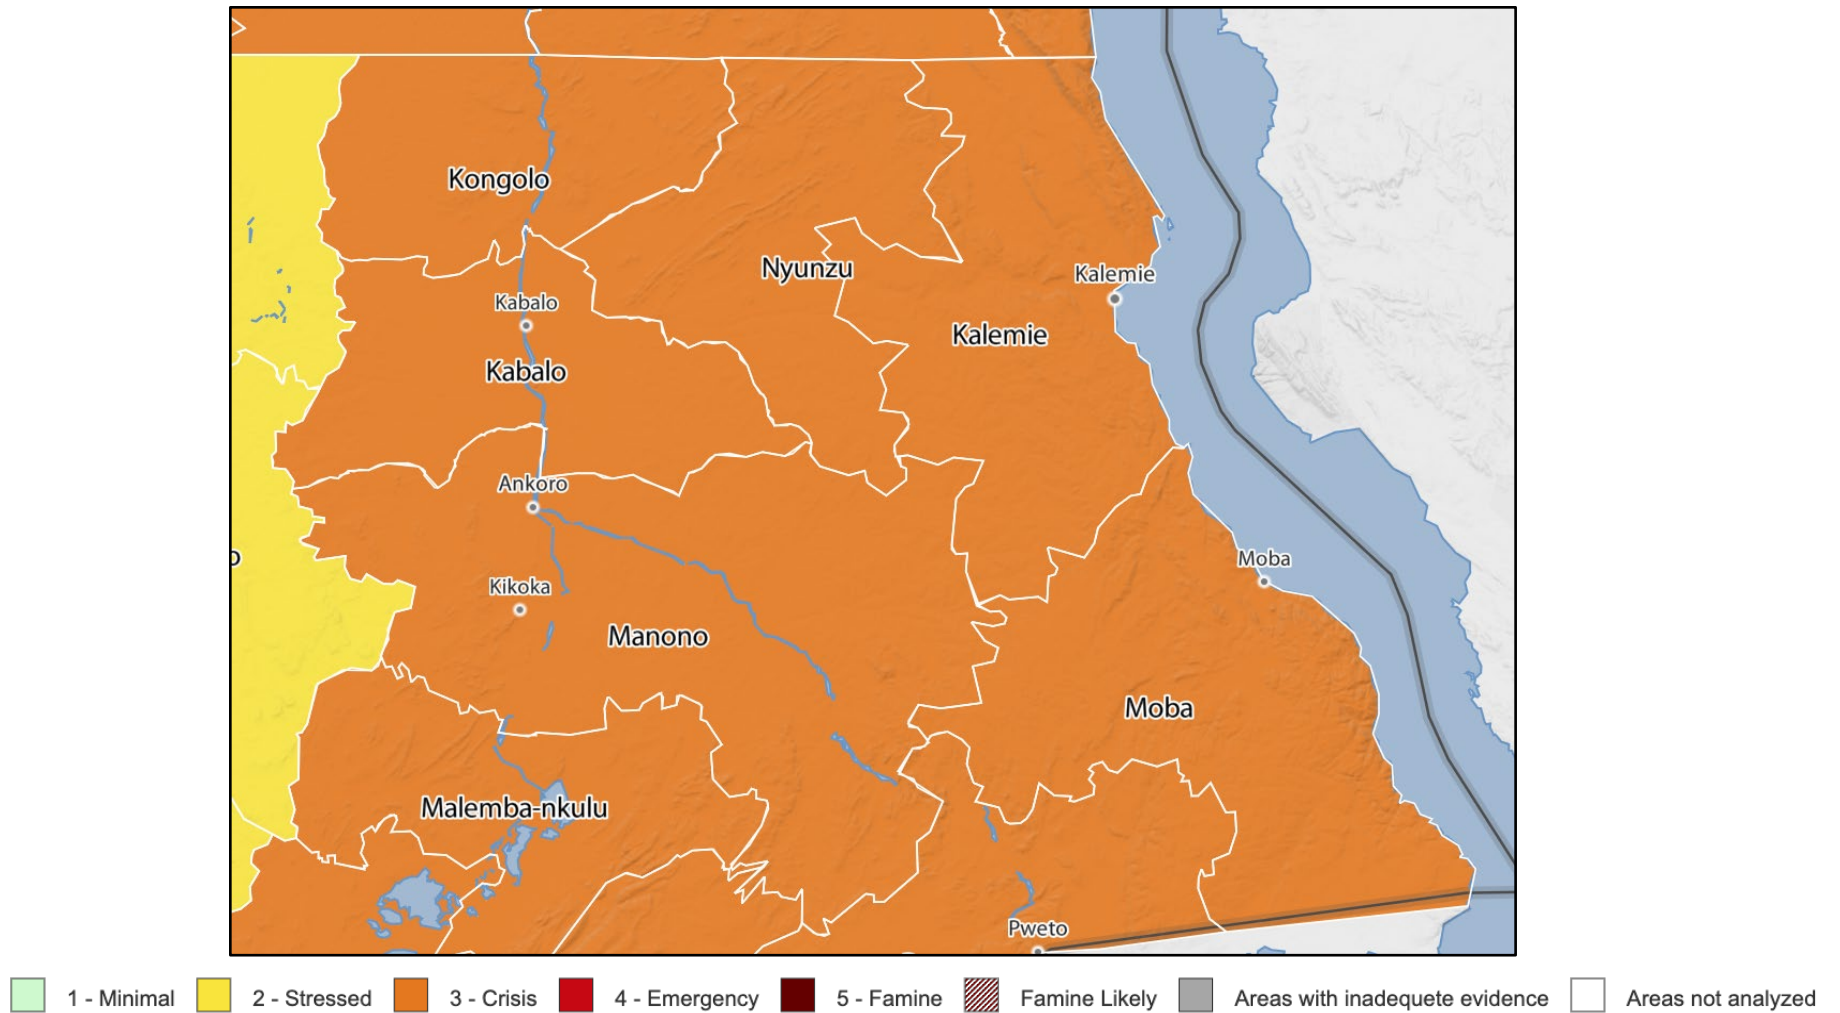 Kongolo
Nyunzu
Kalemie
Kabalo
Kalemie
Kabalo
Ankoro
o
Moba
Kikoka
Manono
Moba
Malemba-nkulu
Pweto
1 - Minimal 2 - Stressed 3 - Crisis 4 - Emergency 5 - Famine Famine Likely Areas with inadequete evidence Areas not analyzed